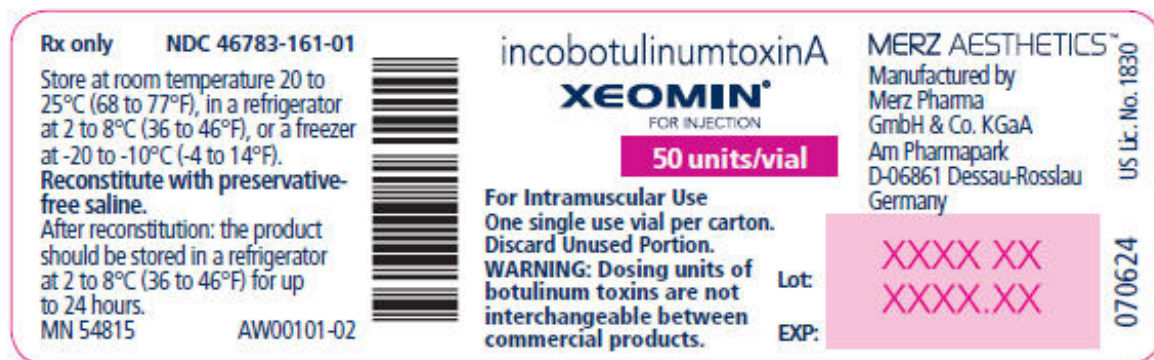 Rx only NDC 46783-161-01
Store at room temperature 20 to
25°C (68 to 77°F), in a refrigerator
at 2 to 8°C (36 to 46°F), or a freezer
at -20 to -10°C (-4 to 14°F).
Reconstitute with preservative-
free saline.
After reconstitution: the product
should be stored in a refrigerator
at 2 to 8°C (36 to 46°F) for up
to 24 hours.
MN 54815 AW00101-02
incobotulinumtoxinA
XEOMIN®
FOR INJECTION
50 units/vial
For Intramuscular Use
One single use vial per carton.
Discard Unused Portion.
WARNING: Dosing units of
botulinum toxins are not
interchangeable between
commercial products.
MERZ AESTHETICS™
Manufactured by
Merz Pharma
GmbH & Co. KGaA
Am Pharmapark
D-06861 Dessau-Rosslau
Germany
Lot: XXXX XX
EXP: XXXX.XX
US Lic. No. 1830
070624